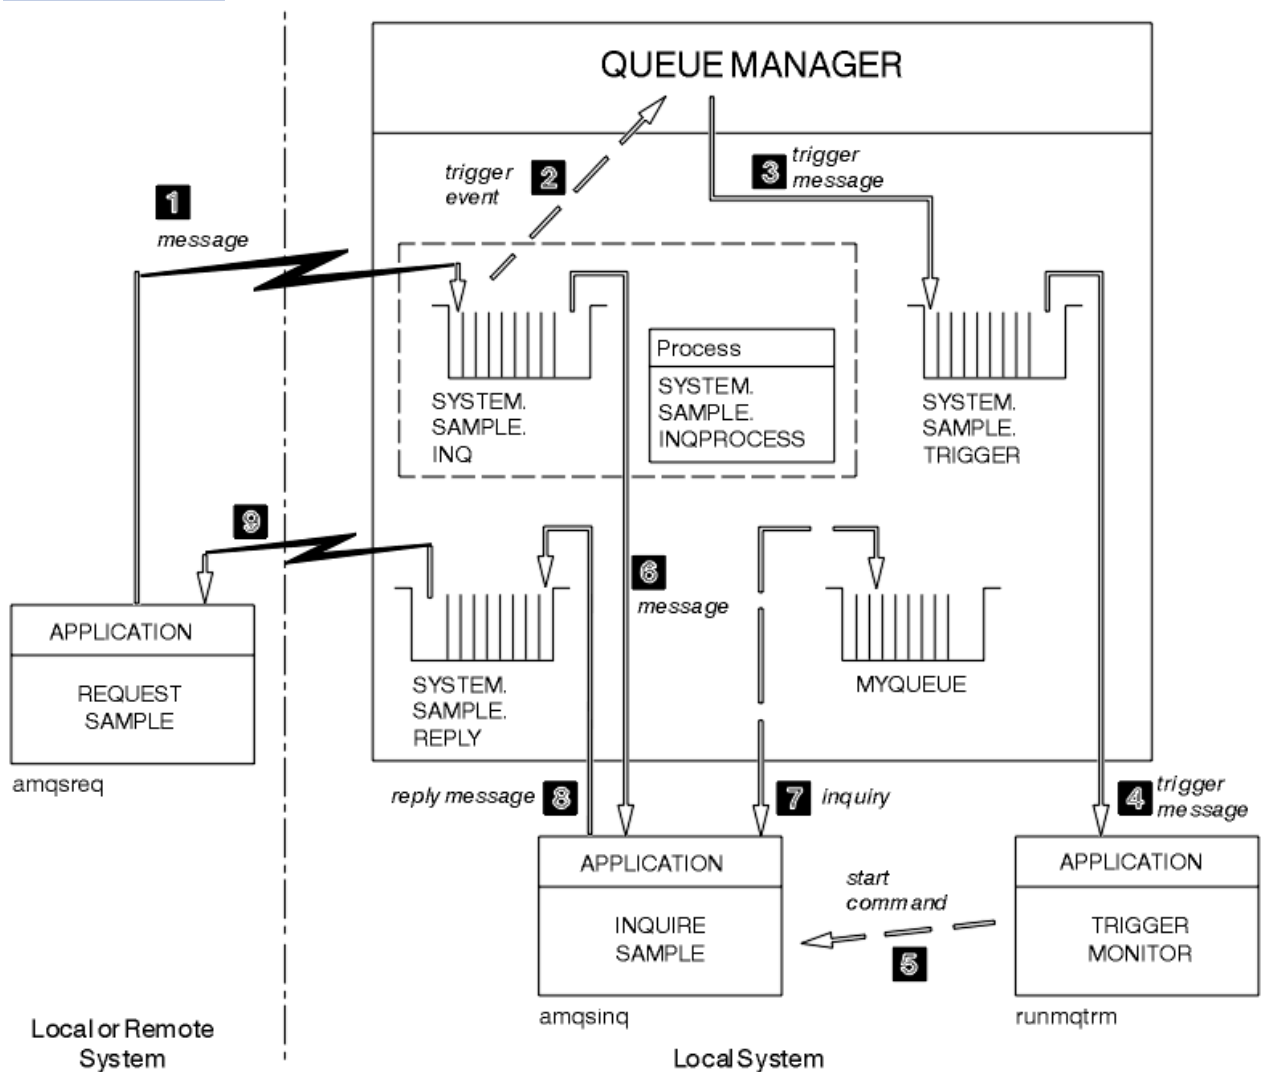 QUEUE MANAGER
trigger
event
2
3
trigger
message
1
message
Process
SYSTEM.
SAMPLE.
INQPROCESS
SYSTEM.
SAMPLE.
INQ
SYSTEM.
SAMPLE.
TRIGGER
9
6
message
APPLICATION
REQUEST
SAMPLE
amqsreq
SYSTEM.
SAMPLE.
REPLY
MYQUEUE
reply message
8
7
inquiry
4
trigger
message
APPLICATION
INQUIRE
SAMPLE
amqsinq
start
command
5
APPLICATION
TRIGGER
MONITOR
runmqtrm
Local or Remote
System
Local System